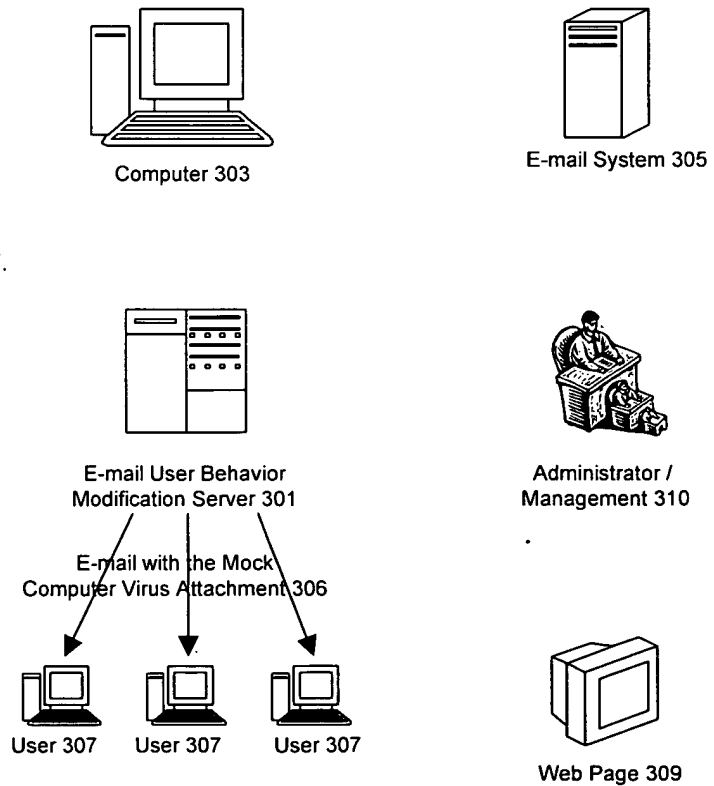 Computer 303
E-mail System 305
E-mail User Behavior
Modification Server 301
Administrator /
Management 310
E-mail with the Mock
Computer Virus Attachment 306
User 307
User 307
User 307
Web Page 309